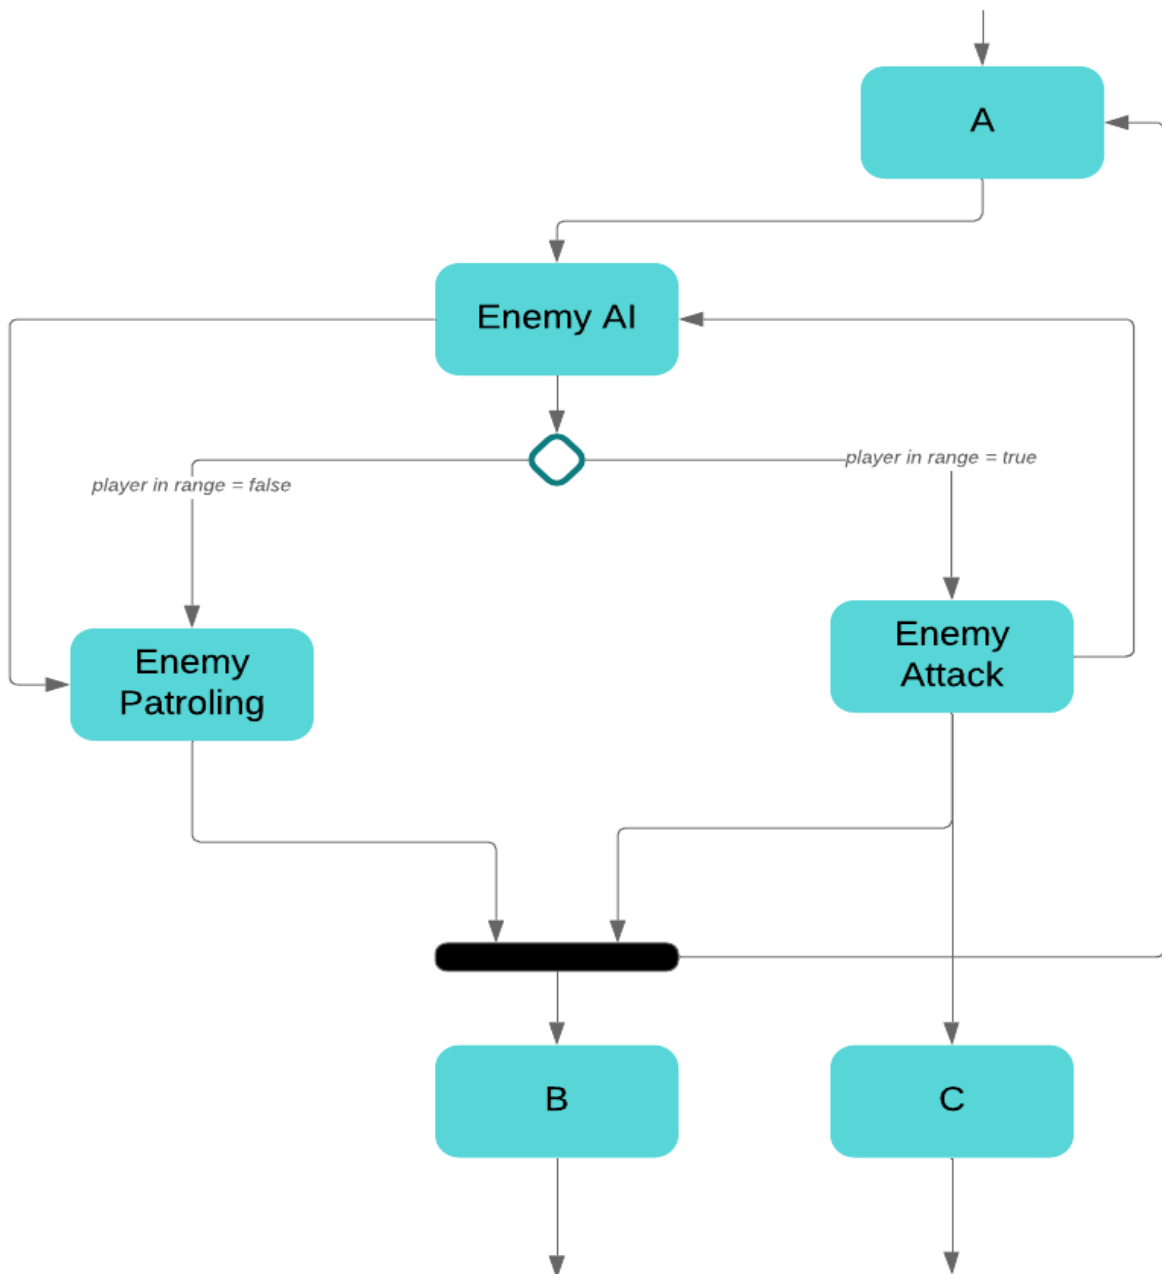 A
Enemy AI
player in range = true
player in range = false
Enemy
Attack
Enemy
Patroling
B
C